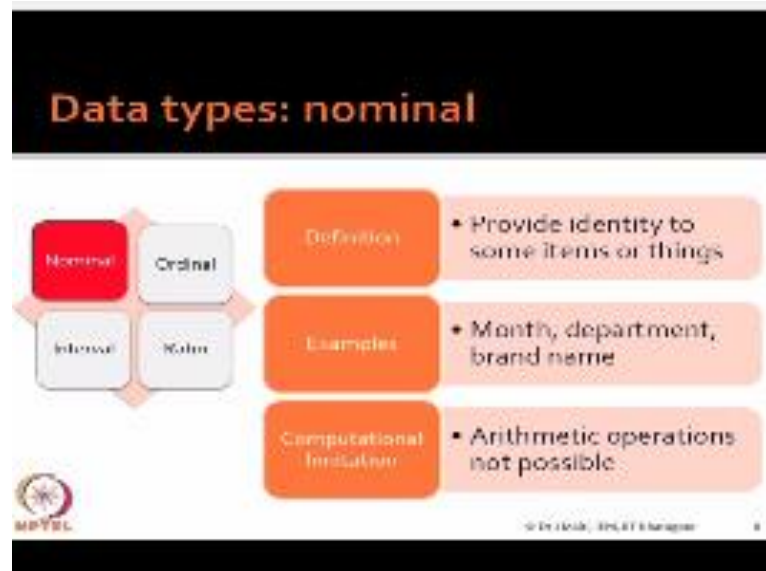 Data types: nominal
Nominal
Ordinal
Interval
Ratio
Definition
• Provide identity to
some items or things
Examples
• Month, department,
brand name
Computational
limitation
• Arithmetic operations
not possible
NPTEL